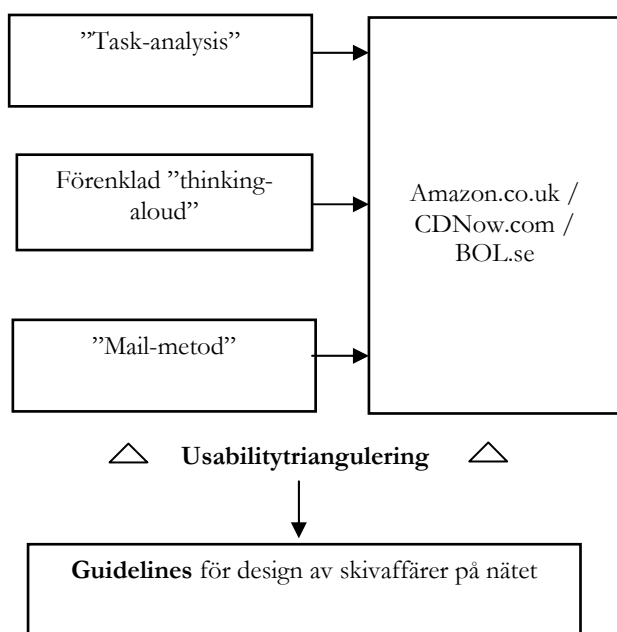 ”Task-analysis”
Förenklad ”thinking-
aloud”
”Mail-metod”
Amazon.co.uk /
CDNow.com /
BOL.se
Usabilitytriangulering
Guidelines för design av skivaffärer på nätet